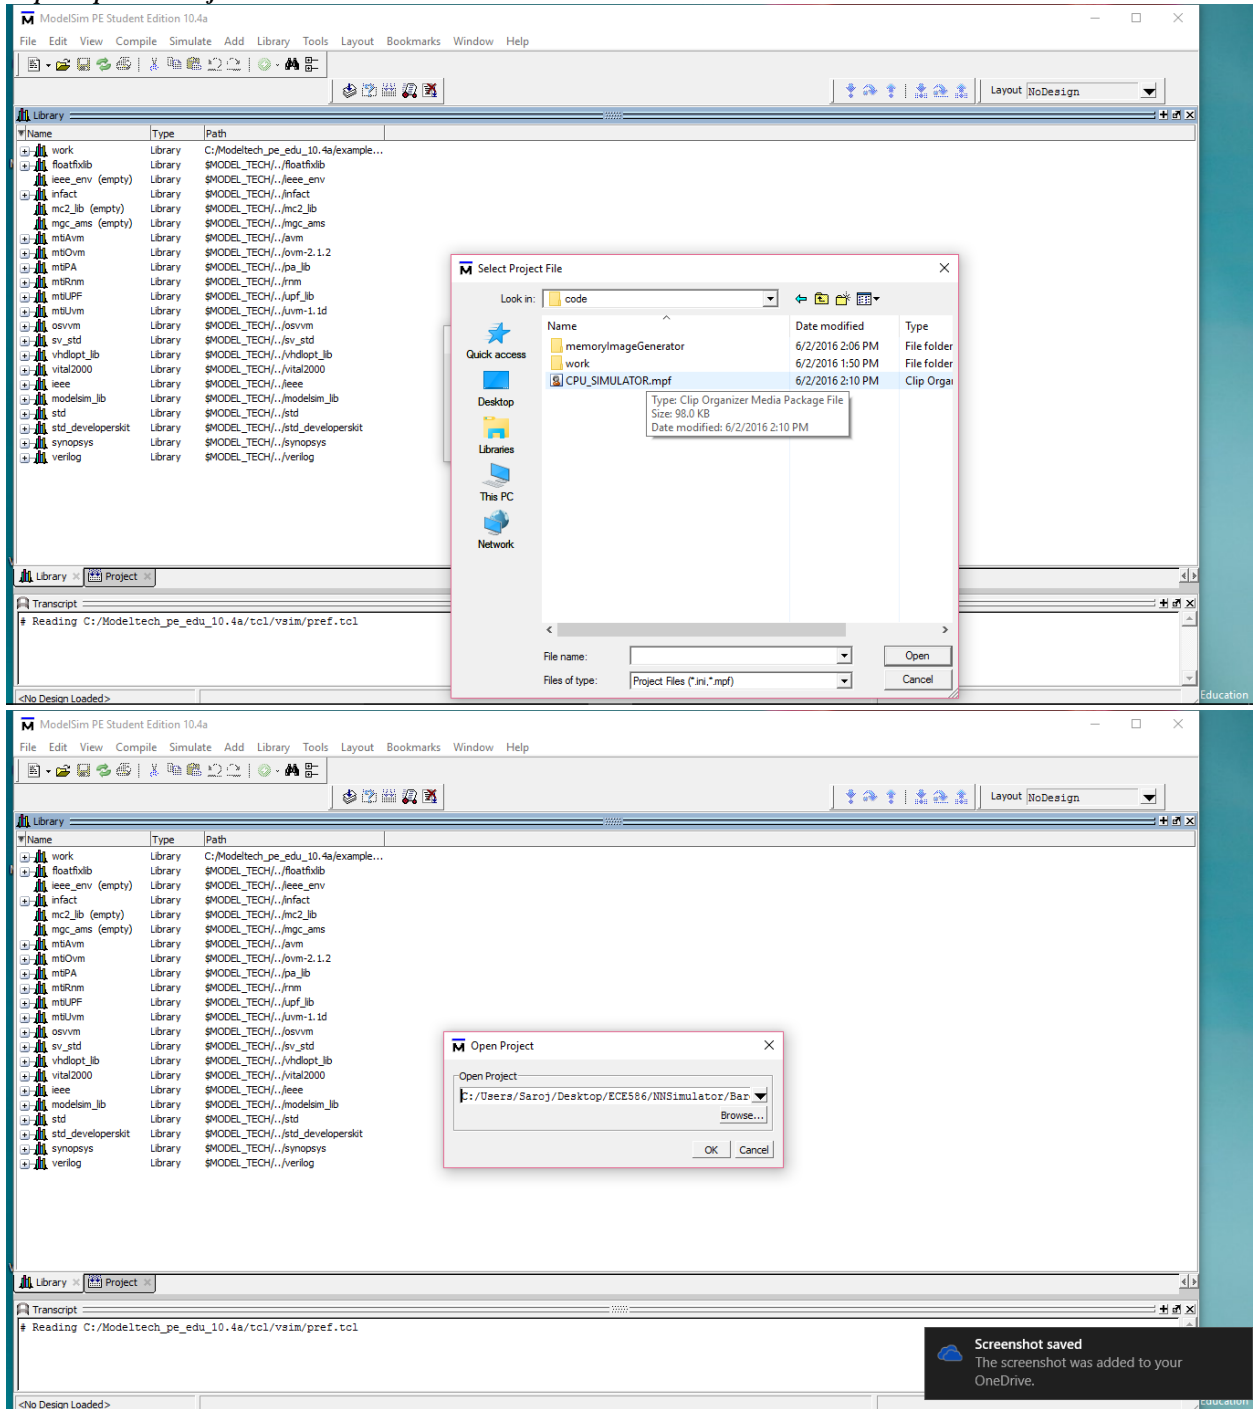 ModelSim PE Student Edition 10.4a
File Edit View Compile Simulate Add Library Tools Layout Bookmarks Window Help
Layout NoDesign
Library
Name Type Path
work Library C:/Modeltech_pe_edu_10.4a/example...
floatfixlib Library $MODEL_TECH/../floatfixlib
ieee_env (empty) Library $MODEL_TECH/../ieee_env
infact Library $MODEL_TECH/../infact
mc2_lib (empty) Library $MODEL_TECH/../mc2_lib
mgc_ams (empty) Library $MODEL_TECH/../mgc_ams
mtiAvm Library $MODEL_TECH/../avm
mtiOvm Library $MODEL_TECH/../ovm-2.1.2
mtiPA Library $MODEL_TECH/../pa_lib
mtiRnm Library $MODEL_TECH/../rnm
mtiUPF Library $MODEL_TECH/../upf_lib
mtiUvm Library $MODEL_TECH/../uvm-1.1d
osvvm Library $MODEL_TECH/../osvvm
sv_std Library $MODEL_TECH/../sv_std
vhdlopt_lib Library $MODEL_TECH/../vhdlopt_lib
vital2000 Library $MODEL_TECH/../vital2000
ieee Library $MODEL_TECH/../ieee
modelsim_lib Library $MODEL_TECH/../modelsim_lib
std Library $MODEL_TECH/../std
std_developerskit Library $MODEL_TECH/../std_developerskit
synopsys Library $MODEL_TECH/../synopsys
verilog Library $MODEL_TECH/../verilog
Select Project File
Look in: code
Name Date modified Type
memoryImageGenerator 6/2/2016 2:06 PM File folder
work 6/2/2016 1:50 PM File folder
CPU_SIMULATOR.mpf 6/2/2016 2:10 PM Clip Orgai
Type: Clip Organizer Media Package File
Size: 98.0 KB
Date modified: 6/2/2016 2:10 PM
Quick access
Desktop
Libraries
This PC
Network
File name: Open
Files of type: Project Files (*.ini,*.mpf) Cancel
Library Project
Transcript
# Reading C:/Modeltech_pe_edu_10.4a/tcl/vsim/pref.tcl
<No Design Loaded>
Education
ModelSim PE Student Edition 10.4a
File Edit View Compile Simulate Add Library Tools Layout Bookmarks Window Help
Layout NoDesign
Library
Name Type Path
work Library C:/Modeltech_pe_edu_10.4a/example...
floatfixlib Library $MODEL_TECH/../floatfixlib
ieee_env (empty) Library $MODEL_TECH/../ieee_env
infact Library $MODEL_TECH/../infact
mc2_lib (empty) Library $MODEL_TECH/../mc2_lib
mgc_ams (empty) Library $MODEL_TECH/../mgc_ams
mtiAvm Library $MODEL_TECH/../avm
mtiOvm Library $MODEL_TECH/../ovm-2.1.2
mtiPA Library $MODEL_TECH/../pa_lib
mtiRnm Library $MODEL_TECH/../rnm
mtiUPF Library $MODEL_TECH/../upf_lib
mtiUvm Library $MODEL_TECH/../uvm-1.1d
osvvm Library $MODEL_TECH/../osvvm
sv_std Library $MODEL_TECH/../sv_std
vhdlopt_lib Library $MODEL_TECH/../vhdlopt_lib
vital2000 Library $MODEL_TECH/../vital2000
ieee Library $MODEL_TECH/../ieee
modelsim_lib Library $MODEL_TECH/../modelsim_lib
std Library $MODEL_TECH/../std
std_developerskit Library $MODEL_TECH/../std_developerskit
synopsys Library $MODEL_TECH/../synopsys
verilog Library $MODEL_TECH/../verilog
Open Project
Open Project
C:/Users/Saroj/Desktop/ECE586/NNSimulator/Bar
Browse...
OK Cancel
Library Project
Transcript
# Reading C:/Modeltech_pe_edu_10.4a/tcl/vsim/pref.tcl
Screenshot saved
The screenshot was added to your
OneDrive.
<No Design Loaded>
Education